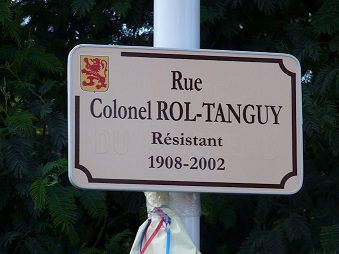 Rue
Colonel ROL-TANGUY
Résistant
1908-2002